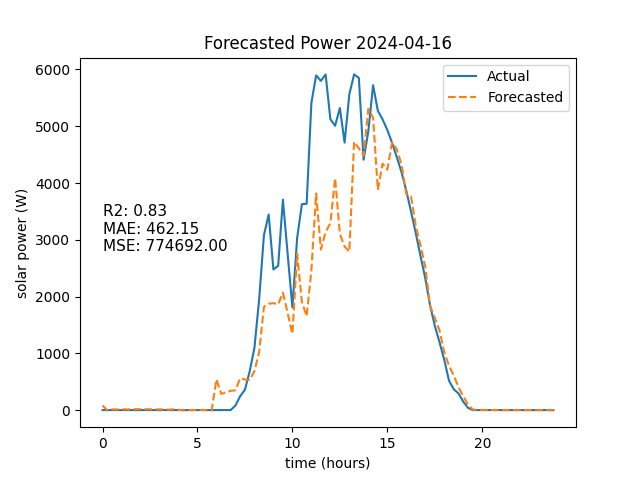 Forecasted Power 2024-04-16
Actual
Forecasted
6000
5000
4000
3000
2000
1000
0
solar power (W)
R2: 0.83
MAE: 462.15
MSE: 774692.00
0 5 10 15 20
time (hours)